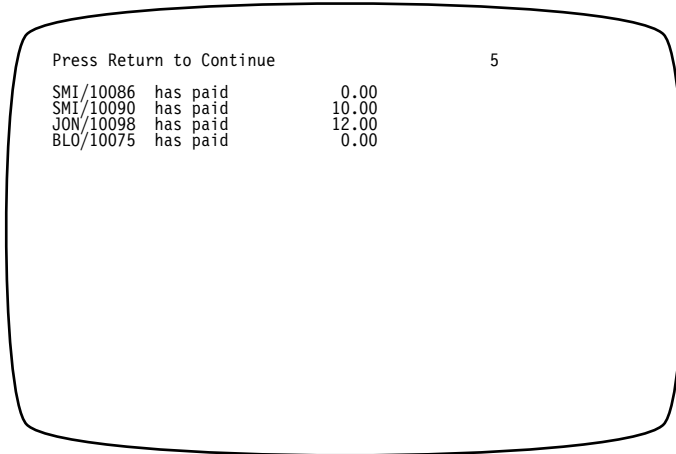 Press Return to Continue 5
SMI/10086 has paid 0.00
SMI/10090 has paid 10.00
JON/10098 has paid 12.00
BLO/10075 has paid 0.00